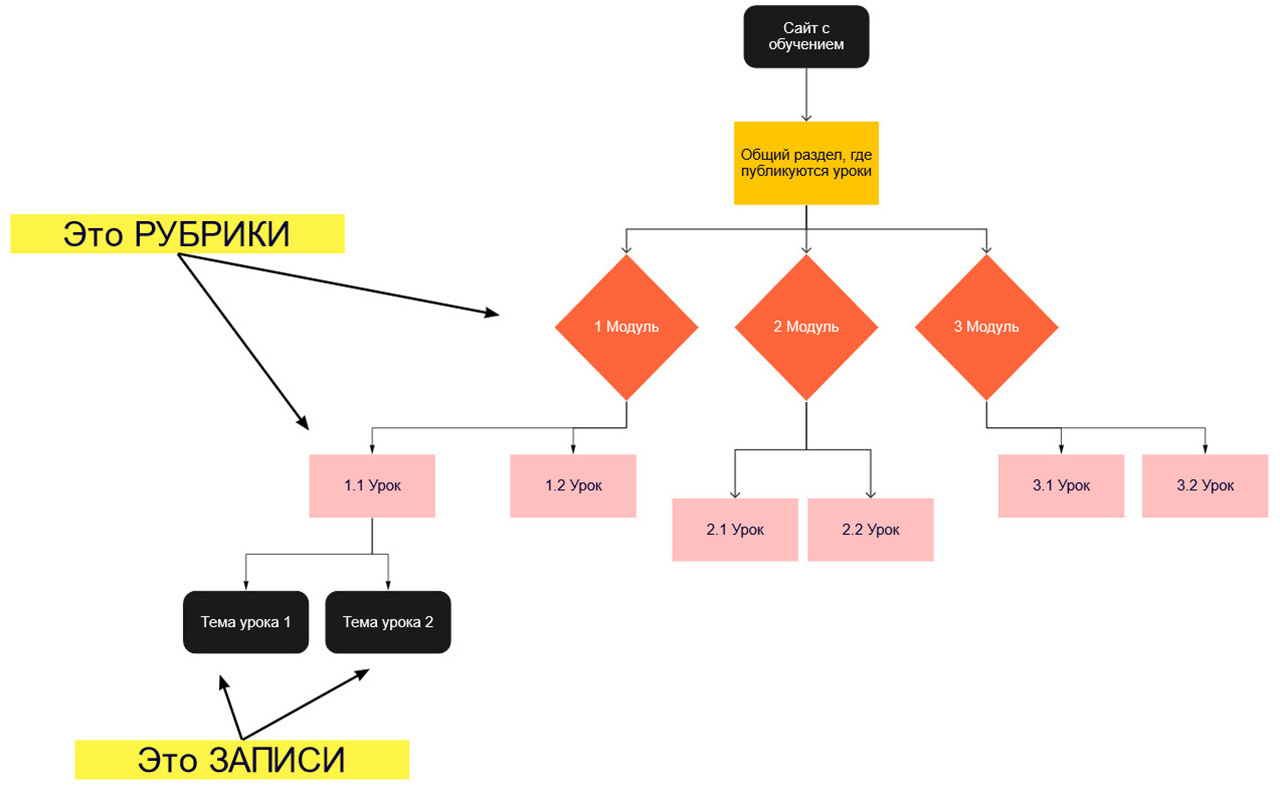 Сайт с
обучением
Общий раздел, где
публикуются уроки
Это РУБРИКИ
1 Модуль
2 Модуль
3 Модуль
1.1 Урок
1.2 Урок
3.1 Урок
3.2 Урок
2.1 Урок
2.2 Урок
Тема урока 1
Тема урока 2
Это ЗАПИСИ